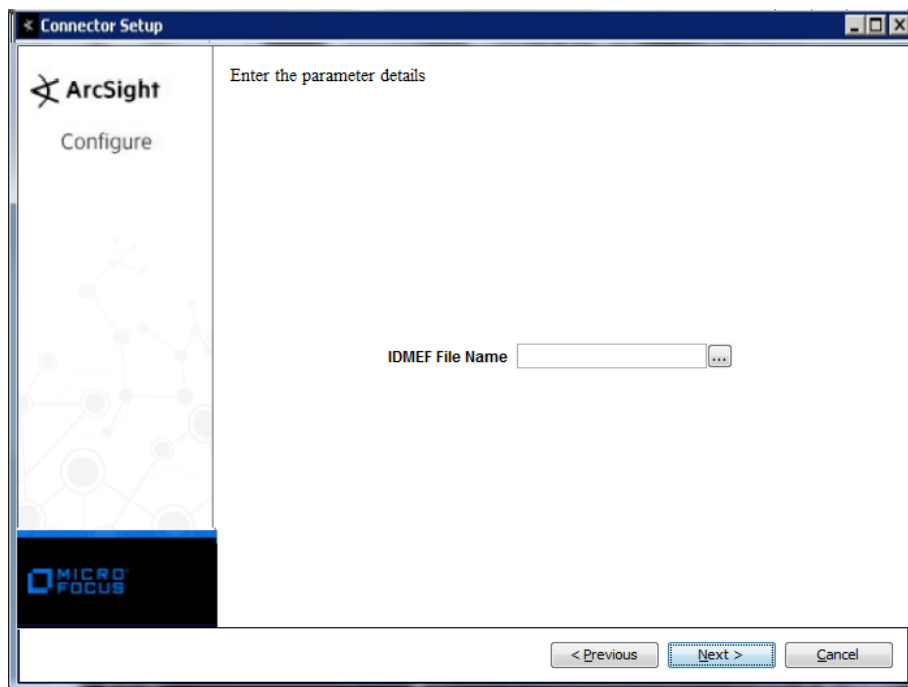 Connector Setup
ArcSight
Configure
Enter the parameter details
IDMEF File Name
...
MICRO
FOCUS
< Previous
Next >
Cancel